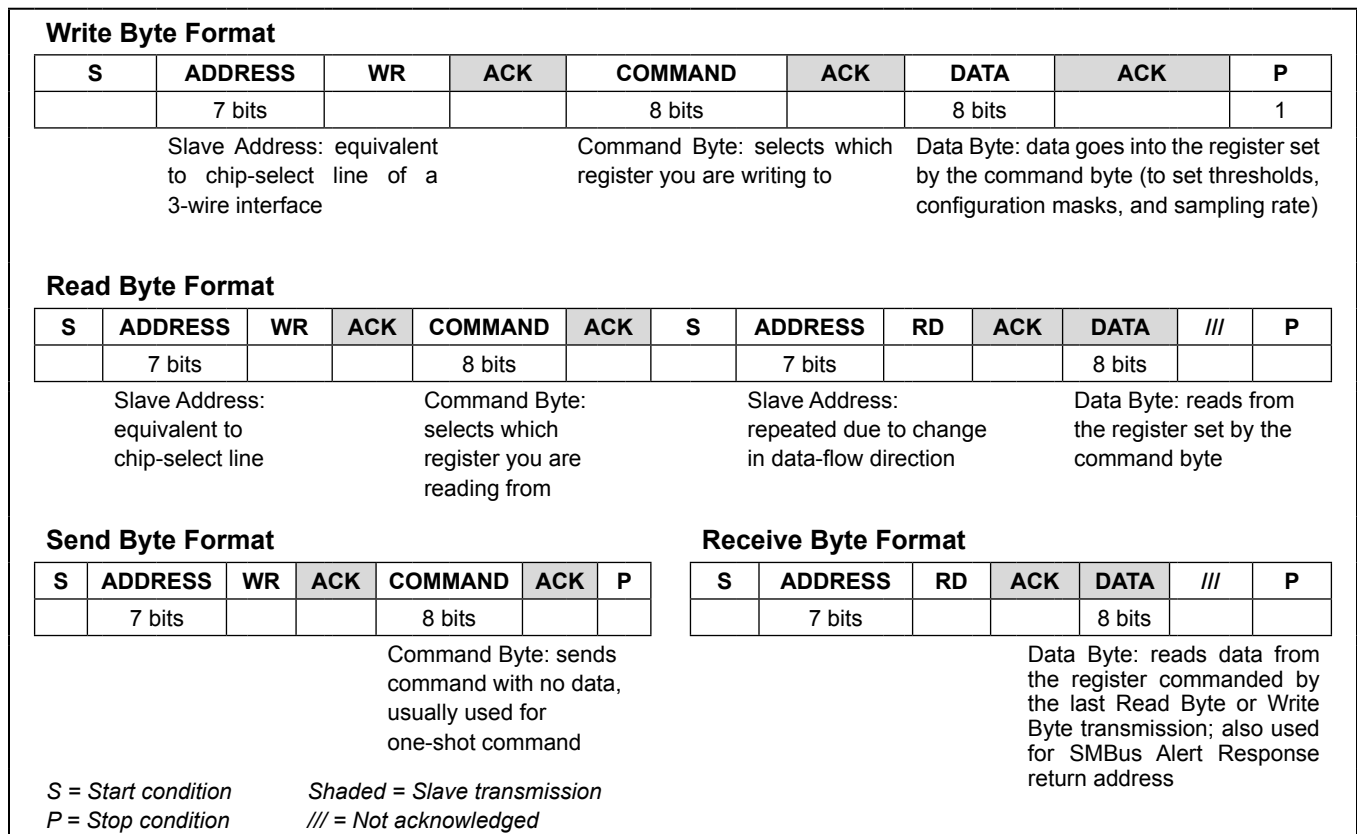 Write Byte Format
S ADDRESS WR ACK COMMAND ACK DATA ACK P
7 bits 8 bits 8 bits 1
Slave Address: equivalent
to chip-select line of a
3-wire interface
Command Byte: selects which
register you are writing to
Data Byte: data goes into the register set
by the command byte (to set thresholds,
configuration masks, and sampling rate)
Read Byte Format
S ADDRESS WR ACK COMMAND ACK S ADDRESS RD ACK DATA /// P
7 bits 8 bits 7 bits 8 bits
Slave Address:
equivalent to
chip-select line
Command Byte:
selects which
register you are
reading from
Slave Address:
repeated due to change
in data-flow direction
Data Byte: reads from
the register set by the
command byte
Send Byte Format
S ADDRESS WR ACK COMMAND ACK P
7 bits 8 bits
Command Byte: sends
command with no data,
usually used for
one-shot command
Receive Byte Format
S ADDRESS RD ACK DATA /// P
7 bits 8 bits
Data Byte: reads data from
the register commanded by
the last Read Byte or Write
Byte transmission; also used
for SMBus Alert Response
return address
S = Start condition Shaded = Slave transmission
P = Stop condition /// = Not acknowledged